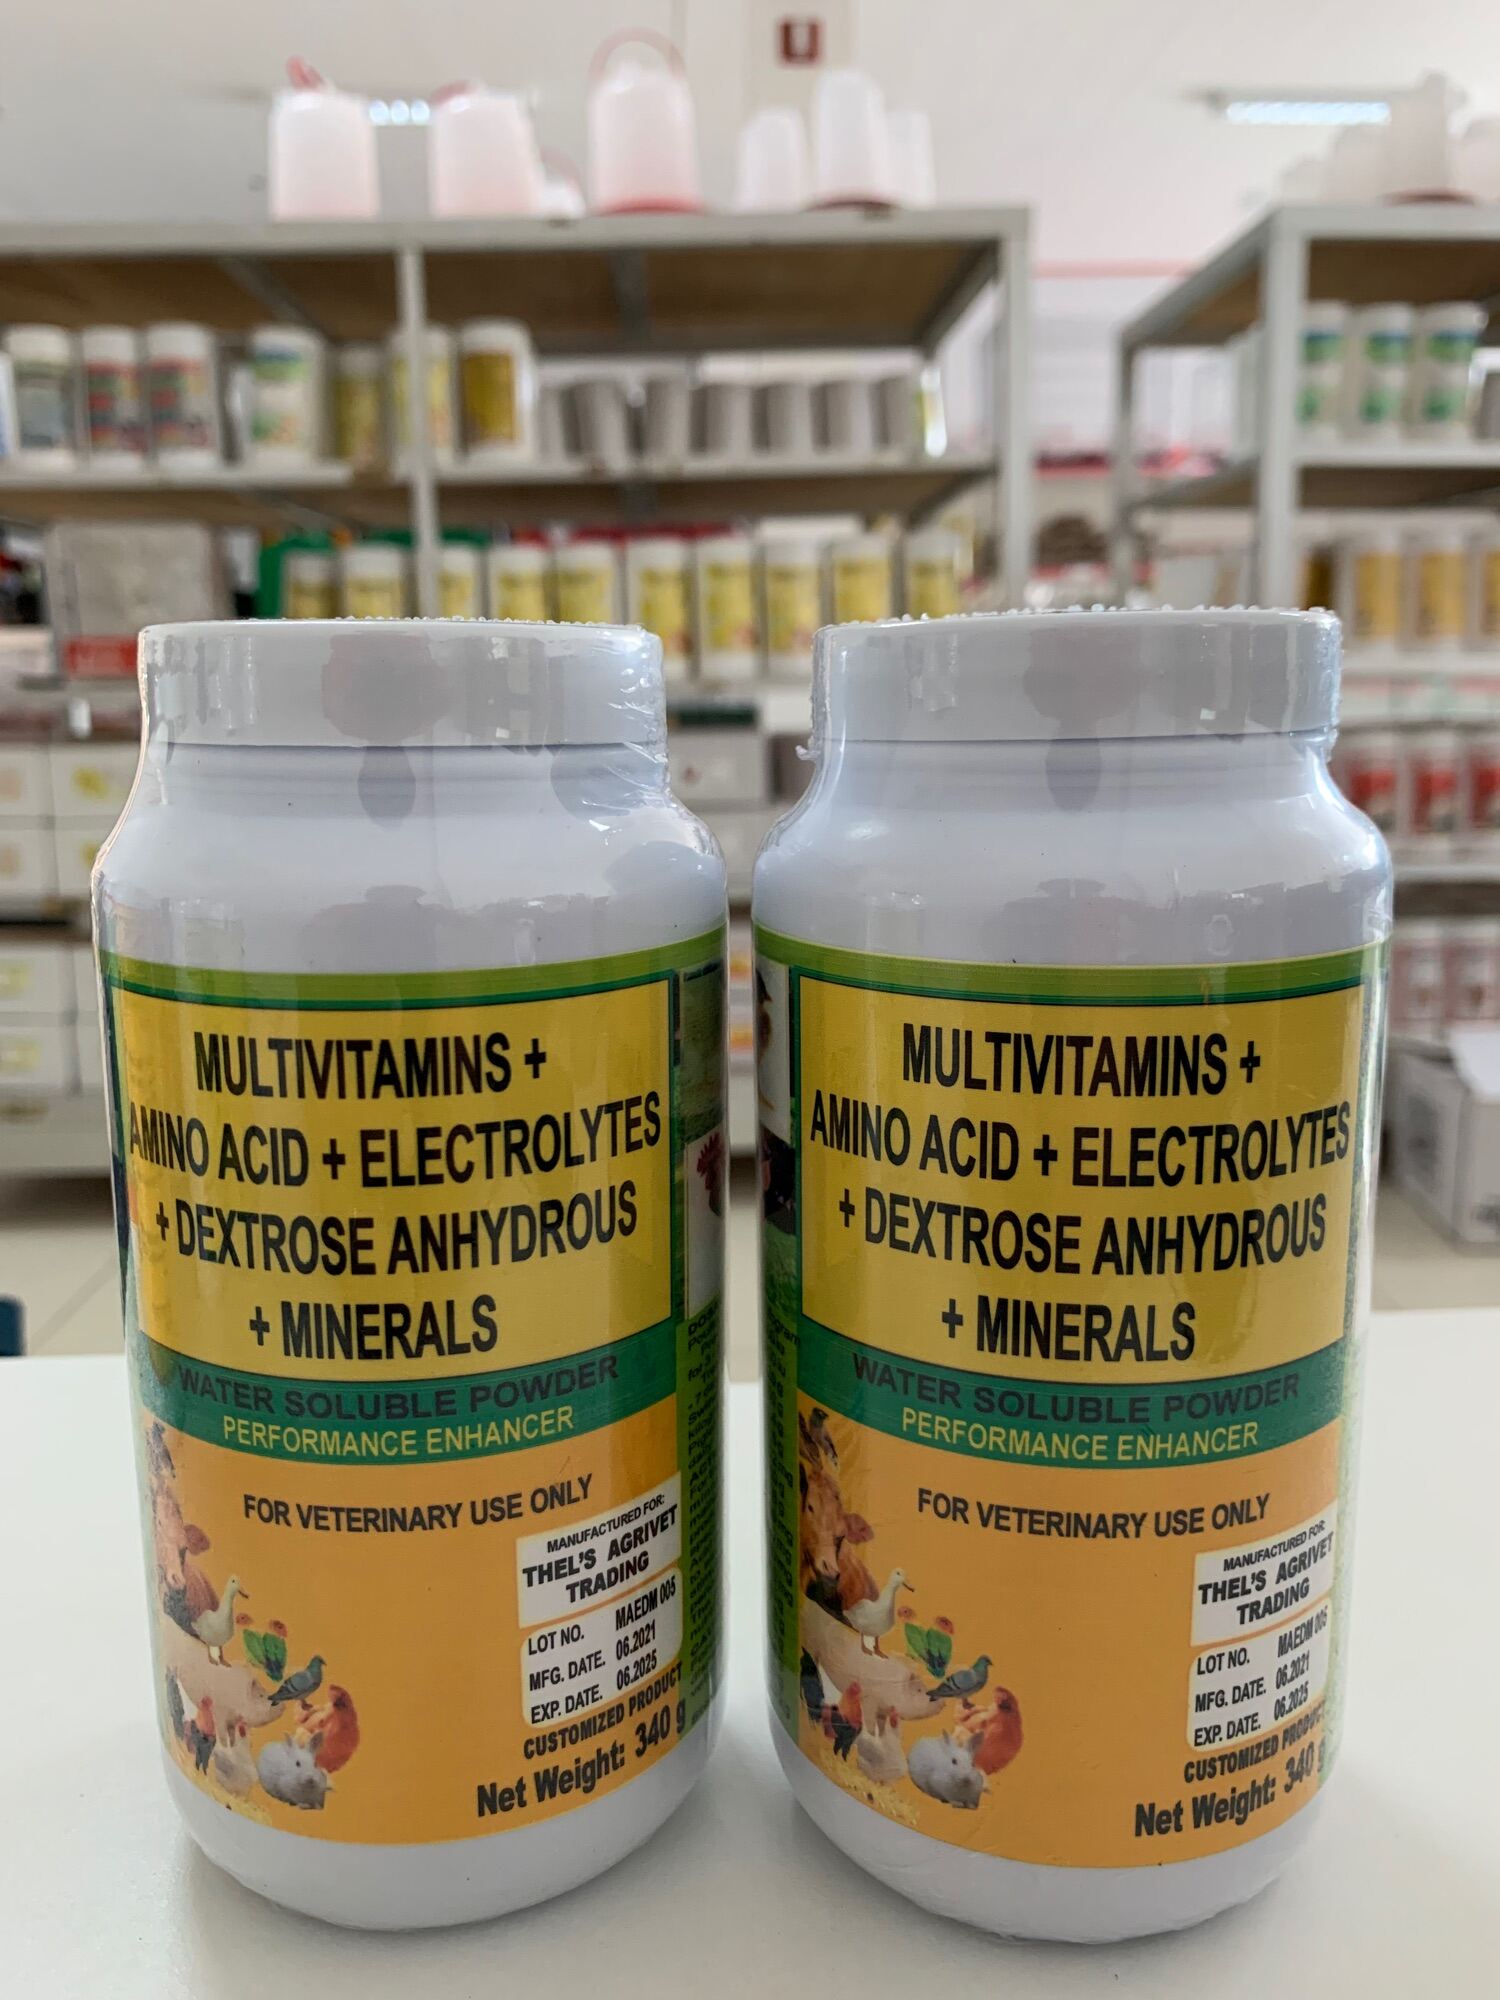 MULTIVITAMINS +
AMINO ACID + ELECTROLYTES
+ DEXTROSE ANHYDROUS
+ MINERALS
WATER SOLUBLE POWDER
PERFORMANCE ENHANCER
FOR VETERINARY USE ONLY
MANUFACTURED FOR:
THEL'S AGRIVET
TRADING
LOT NO. MAEDM 005
MFG. DATE. 06.2021
EXP. DATE. 06.2025
CUSTOMIZED PRODUCT
Net Weight: 340 g
MULTIVITAMINS +
AMINO ACID + ELECTROLYTES
+ DEXTROSE ANHYDROUS
+ MINERALS
WATER SOLUBLE POWDER
PERFORMANCE ENHANCER
FOR VETERINARY USE ONLY
MANUFACTURED FOR:
THEL'S AGRIVET
TRADING
LOT NO. MAEDM 005
MFG. DATE. 06.2021
EXP. DATE. 06.2025
CUSTOMIZED PRODUCT
Net Weight: 340 g